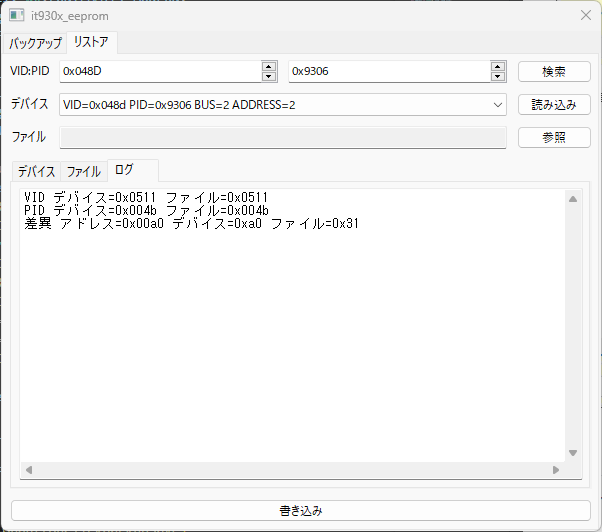 it930x_eeprom
バックアップ リストア
VID:PID 0x048D 0x9306 検索
デバイス VID=0x048d PID=0x9306 BUS=2 ADDRESS=2 読み込み
ファイル 参照
デバイス ファイル ログ
VID デバイス=0x0511 ファイル=0x0511
PID デバイス=0x004b ファイル=0x004b
差異 アドレス=0x00a0 デバイス=0xa0 ファイル=0x31
書き込み